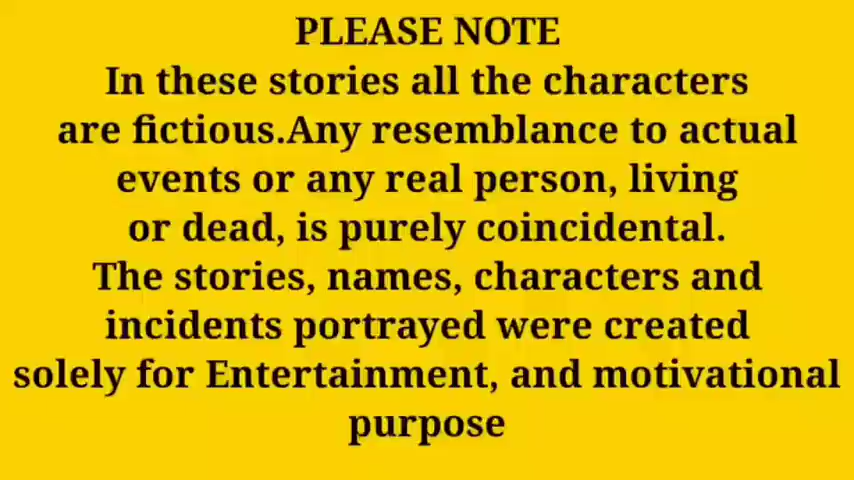 PLEASE NOTE
In these stories all the characters
are fictious.Any resemblance to actual
events or any real person, living
or dead, is purely coincidental.
The stories, names, characters and
incidents portrayed were created
solely for Entertainment, and motivational
purpose